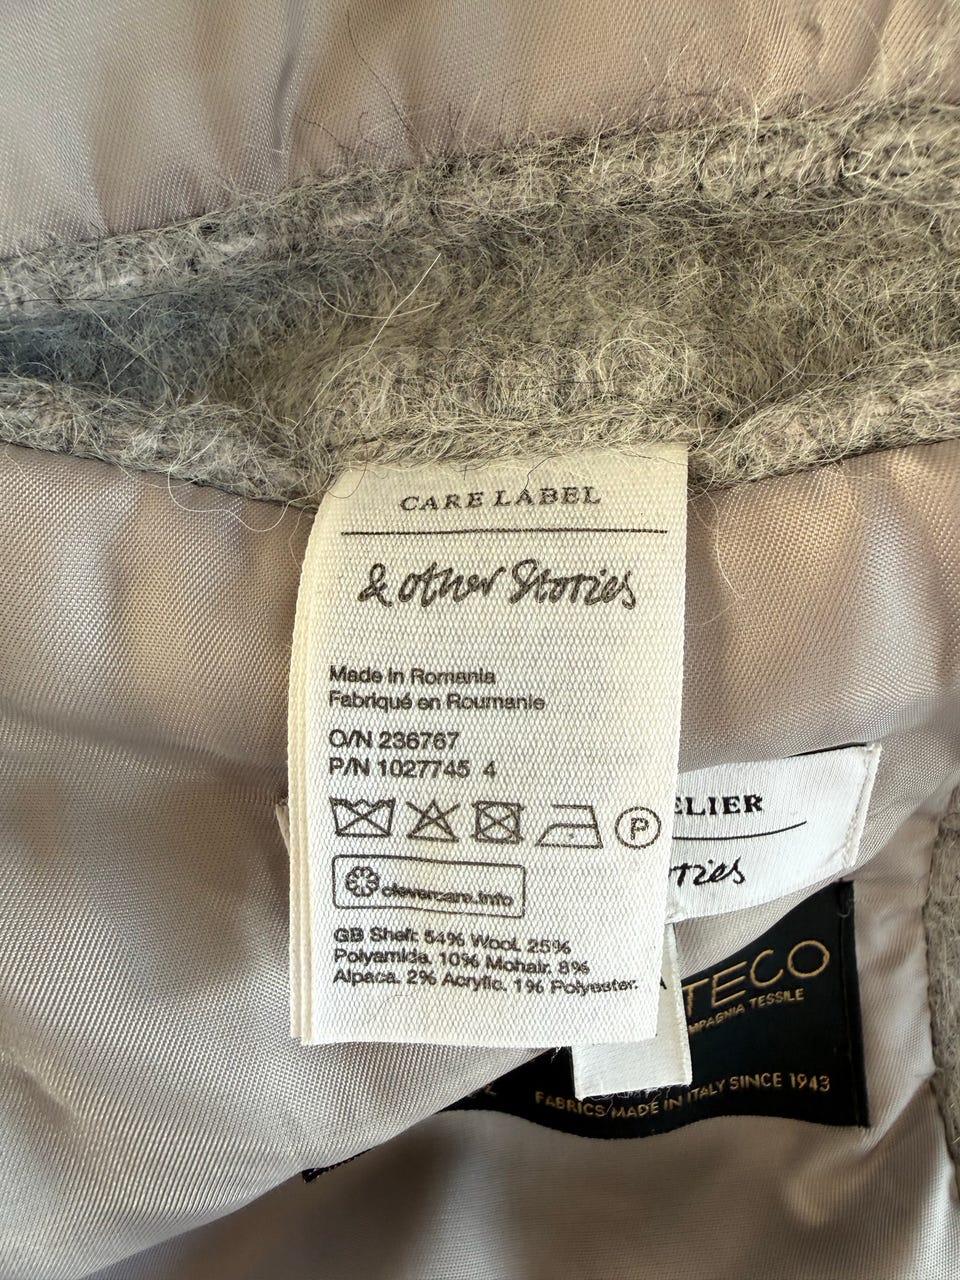 CARE LABEL
& other Stories
Made in Romania
Fabriqué en Roumanie
O/N 236767
P/N 1027745 4
P
clevercare.info
GB Shell: 54% Wool. 25%
Polyamide. 10% Mohair. 8%
Alpaca. 2% Acrylic. 1% Polyester.
ELIER
ries
A
TECO
MPAGNIA TESSILE
FABRICS MADE IN ITALY SINCE 1943